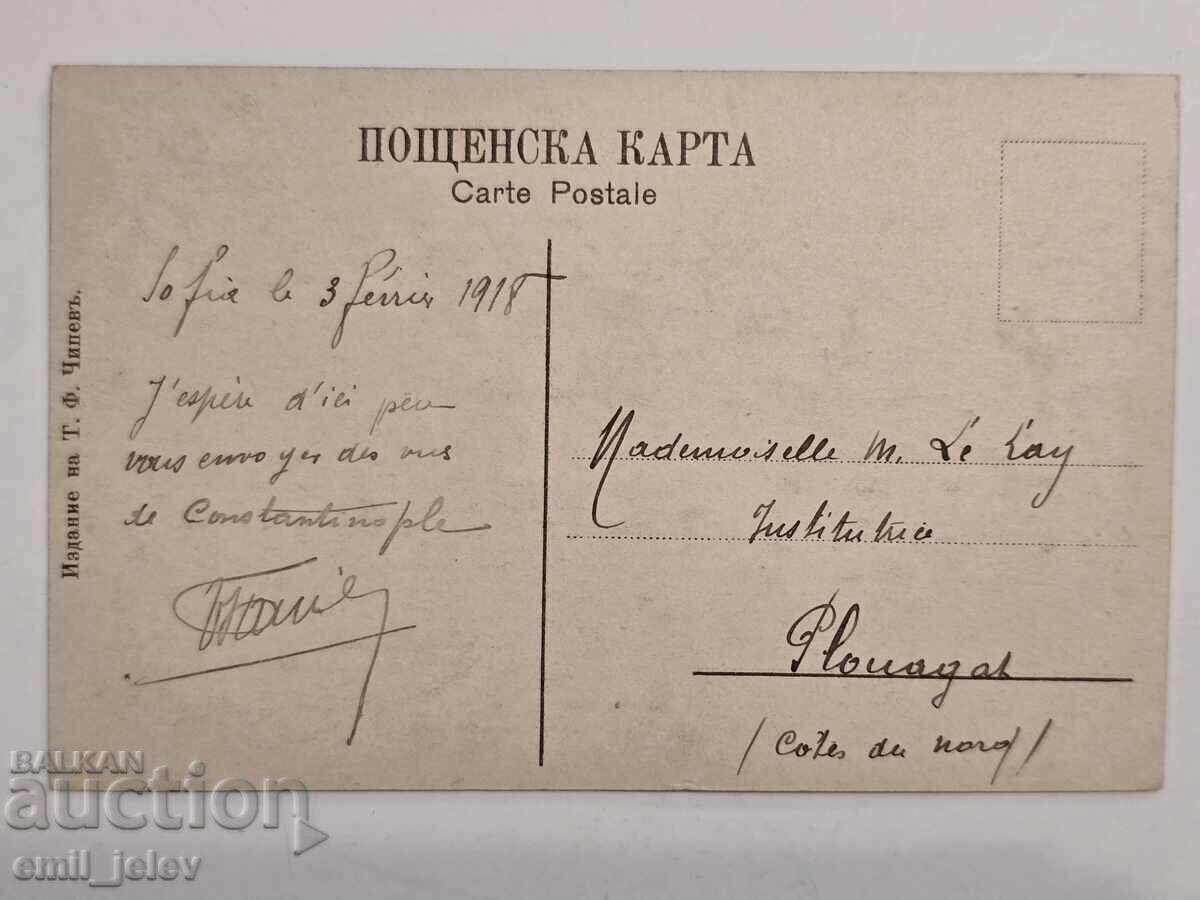 ПОЩЕНСКА КАРТА
Carte Postale
Издание на Т. Ф. Чипевъ.
Sofia le 3 Février 1918
J'espère d'ici peu
vous envoyer des vues
de Constantinople
Mademoiselle M. Le
Institutrice
Plouagat
/ Côtes du Nord /
BALKAN
auction
emil_jelev